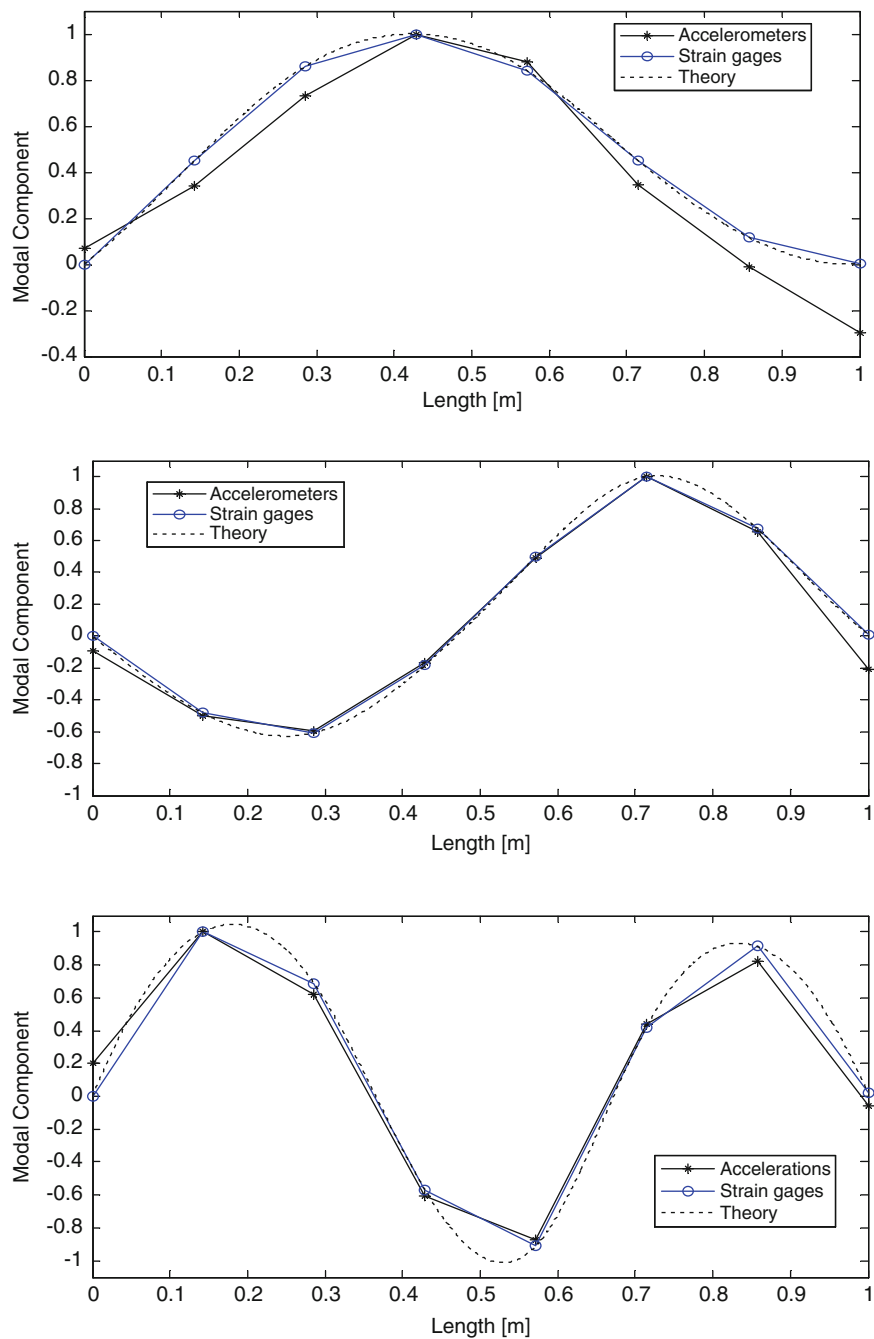 1
0.8
0.6
0.4
0.2
0
-0.2
-0.4
Modal Component
Accelerometers
Strain gages
Theory
0 0.1 0.2 0.3 0.4 0.5 0.6 0.7 0.8 0.9 1
Length [m]
1
0.8
0.6
0.4
0.2
0
-0.2
-0.4
-0.6
-0.8
-1
Modal Component
Accelerometers
Strain gages
Theory
0 0.1 0.2 0.3 0.4 0.5 0.6 0.7 0.8 0.9 1
Length [m]
1
0.8
0.6
0.4
0.2
0
-0.2
-0.4
-0.6
-0.8
-1
Modal Component
Accelerations
Strain gages
Theory
0 0.1 0.2 0.3 0.4 0.5 0.6 0.7 0.8 0.9 1
Length [m]